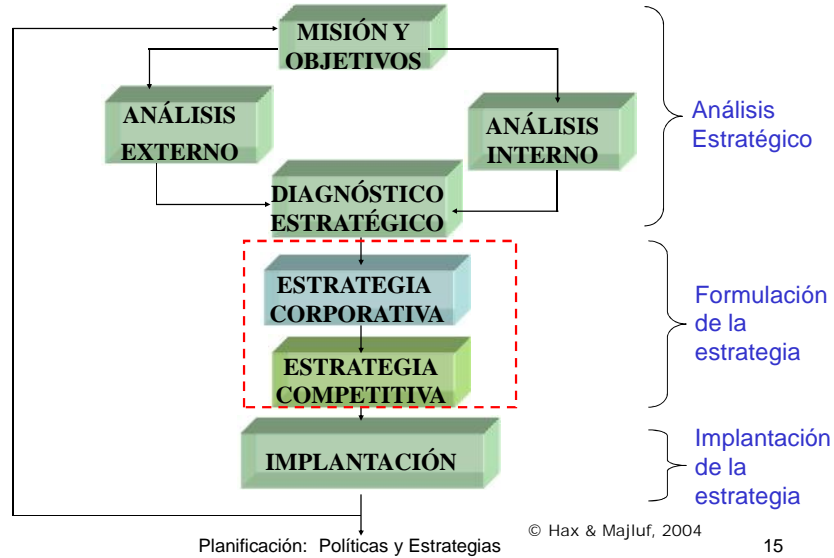 MISIÓN Y
OBJETIVOS
ANÁLISIS
EXTERNO
ANÁLISIS
INTERNO
DIAGNÓSTICO
ESTRATÉGICO
Análisis
Estratégico
ESTRATEGIA
CORPORATIVA
ESTRATEGIA
COMPETITIVA
Formulación
de la
estrategia
IMPLANTACIÓN
Implantación
de la
estrategia
© Hax & Majluf, 2004
Planificación: Políticas y Estrategias
15